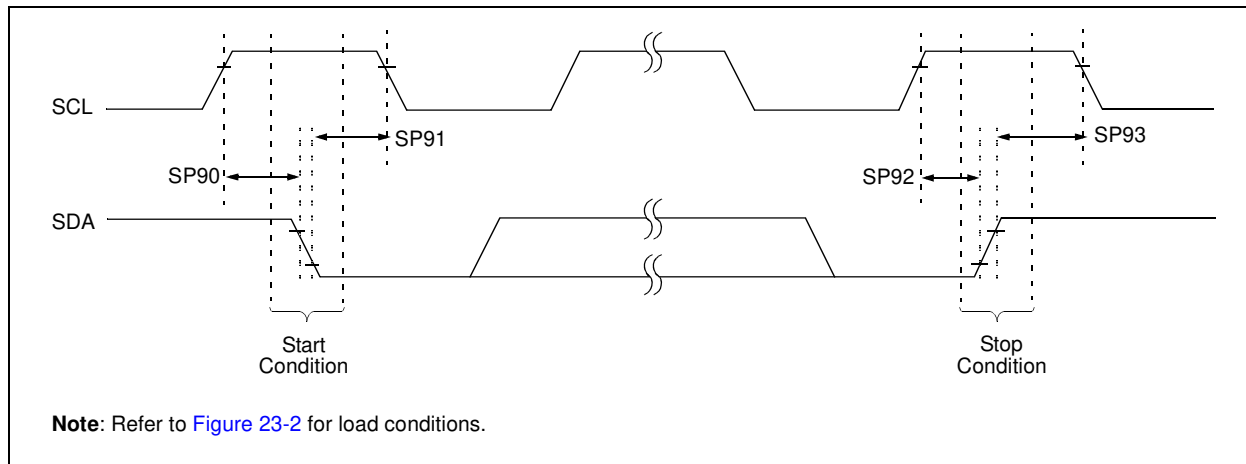 SCL
SP91
SP93
SP90
SP92
SDA
Start
Condition
Stop
Condition
Note: Refer to Figure 23-2 for load conditions.